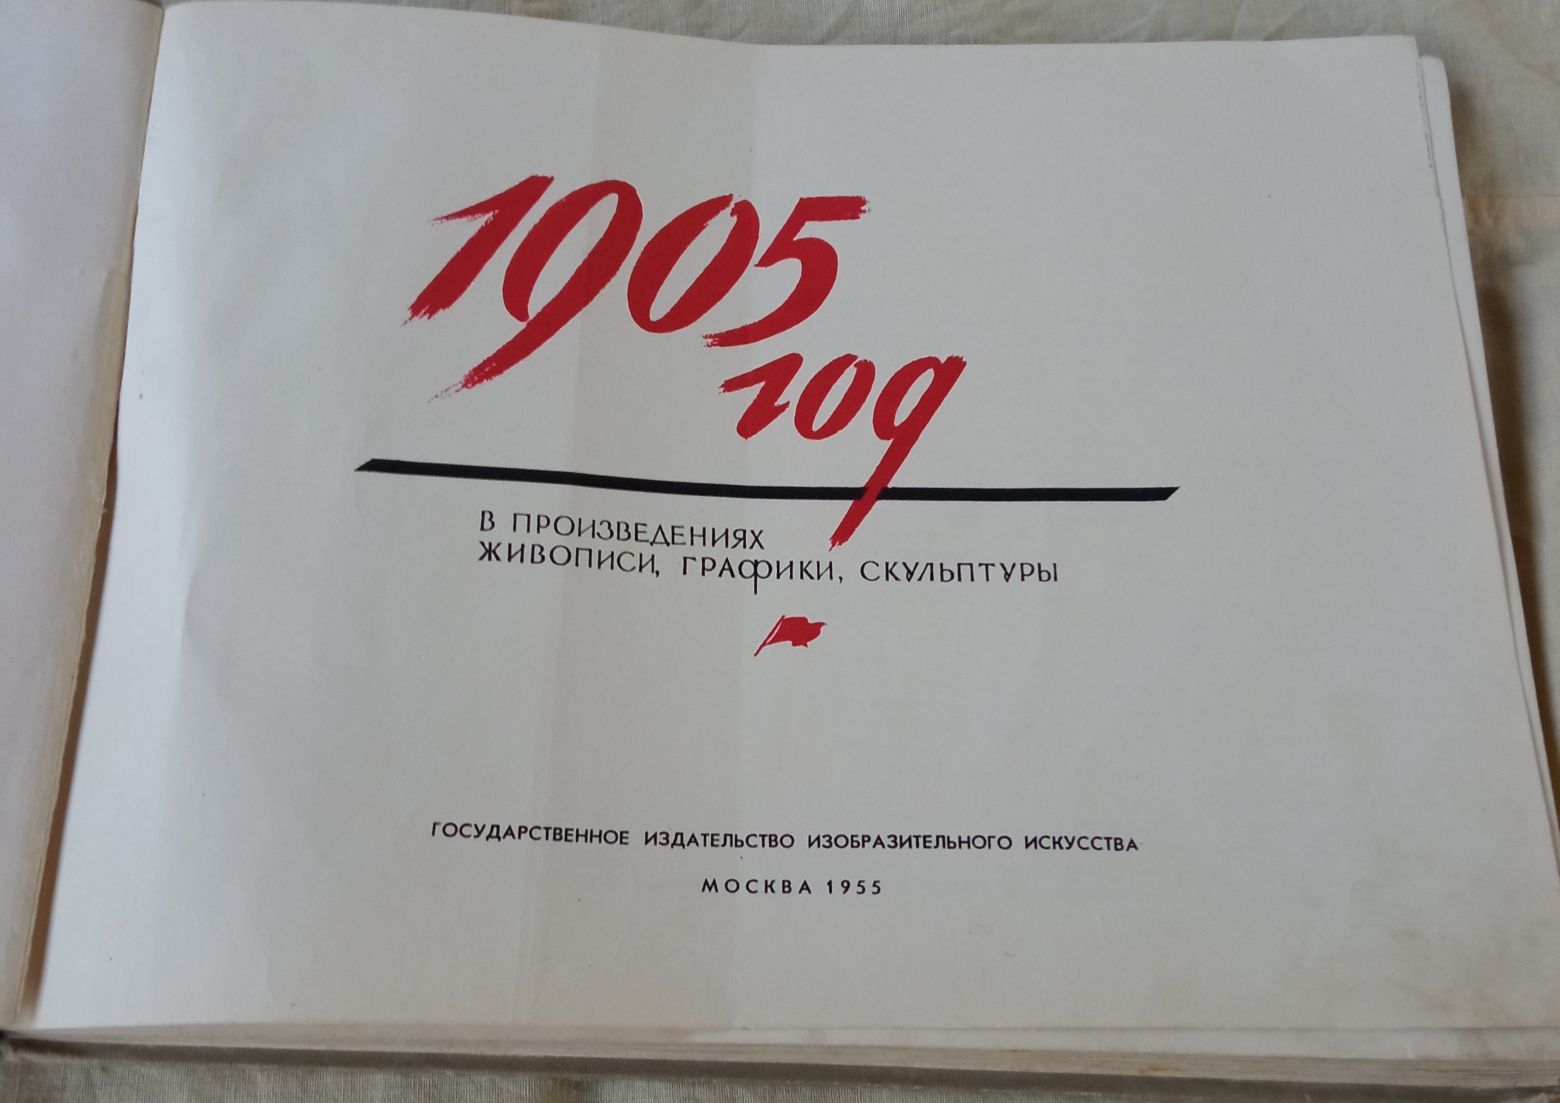 1905
год
В ПРОИЗВЕДЕНИЯХ
ЖИВОПИСИ, ГРАФИКИ, СКУЛЬПТУРЫ
ГОСУДАРСТВЕННОЕ ИЗДАТЕЛЬСТВО ИЗОБРАЗИТЕЛЬНОГО ИСКУССТВА
МОСКВА 1955